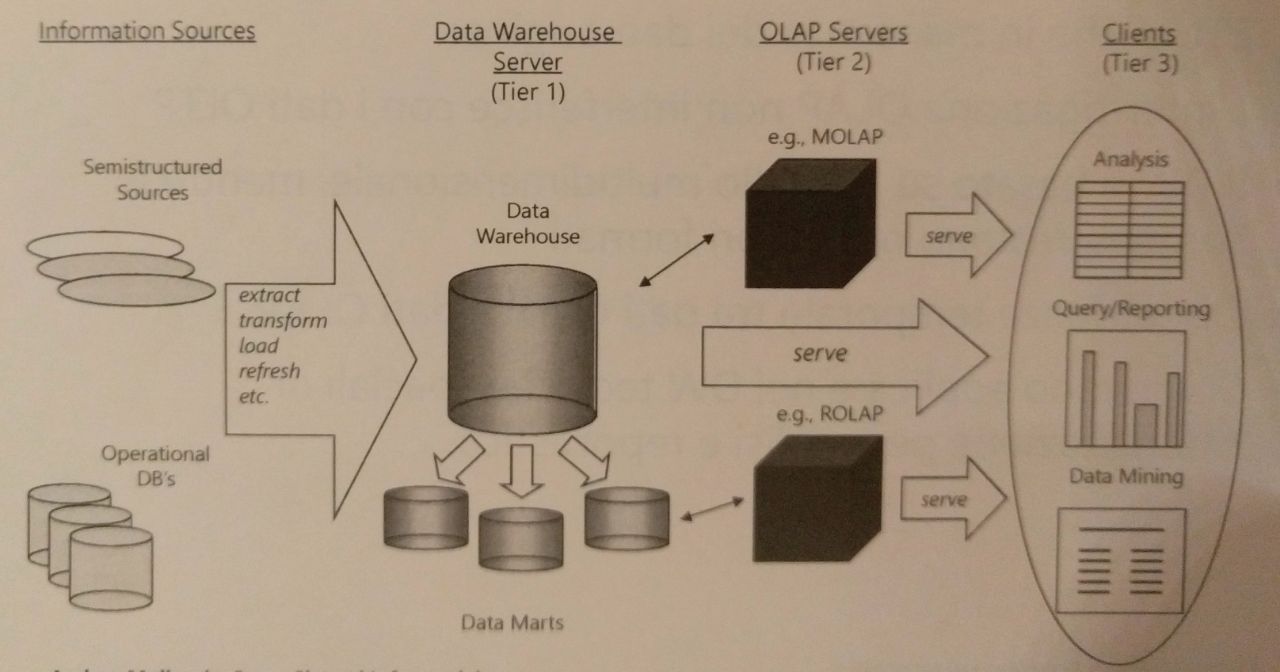 Information Sources
Data Warehouse
Server
(Tier 1)
OLAP Servers
(Tier 2)
Clients
(Tier 3)
Semistructured
Sources
extract
transform
load
refresh
etc.
Operational
DB's
Data
Warehouse
Data Marts
e.g., MOLAP
serve
serve
e.g., ROLAP
serve
Analysis
Query/Reporting
Data Mining